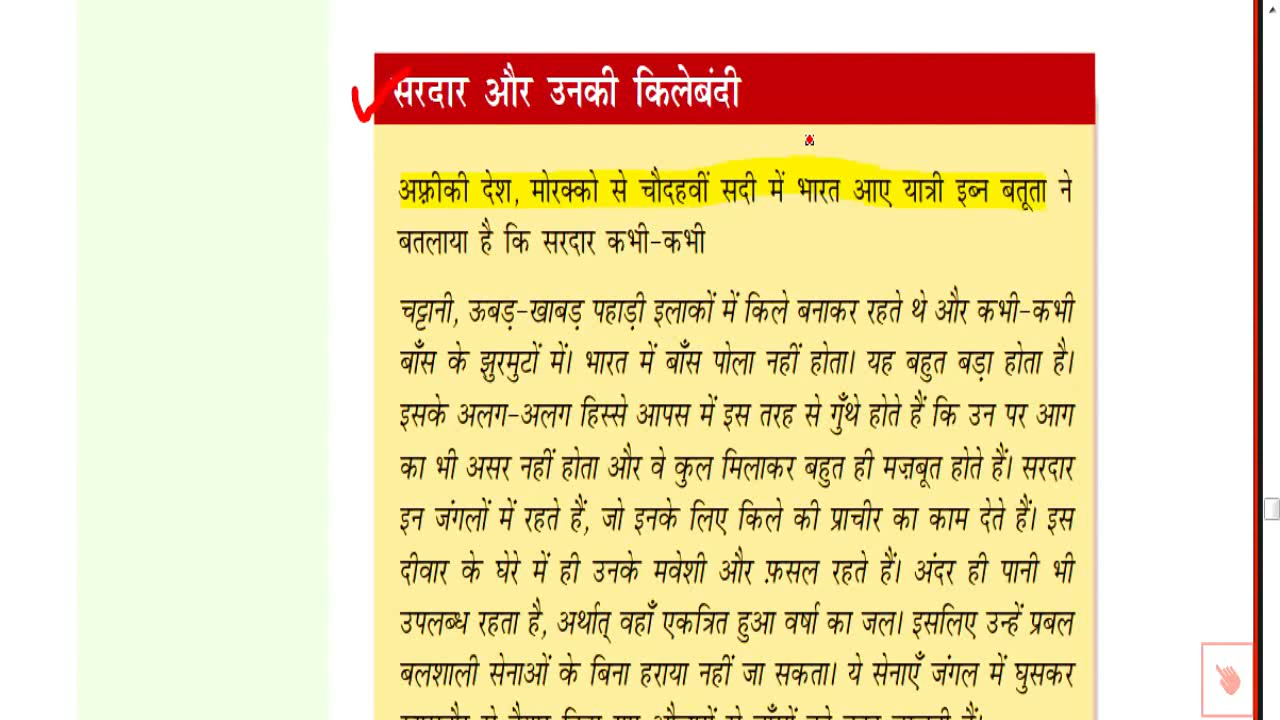 सरदार और उनकी किलेबंदी
अफ़्रीकी देश, मोरक्को से चौदहवीं सदी में भारत आए यात्री इब्न बतूता ने
बतलाया है कि सरदार कभी-कभी
चट्टानी, ऊबड़-खाबड़ पहाड़ी इलाकों में किले बनाकर रहते थे और कभी-कभी
बाँस के झुरमुटों में। भारत में बाँस पोला नहीं होता। यह बहुत बड़ा होता है।
इसके अलग-अलग हिस्से आपस में इस तरह से गुँथे होते हैं कि उन पर आग
का भी असर नहीं होता और वे कुल मिलाकर बहुत ही मज़बूत होते हैं। सरदार
इन जंगलों में रहते हैं, जो इनके लिए किले की प्राचीर का काम देते हैं। इस
दीवार के घेरे में ही उनके मवेशी और फ़सल रहते हैं। अंदर ही पानी भी
उपलब्ध रहता है, अर्थात् वहाँ एकत्रित हुआ वर्षा का जल। इसलिए उन्हें प्रबल
बलशाली सेनाओं के बिना हराया नहीं जा सकता। ये सेनाएँ जंगल में घुसकर